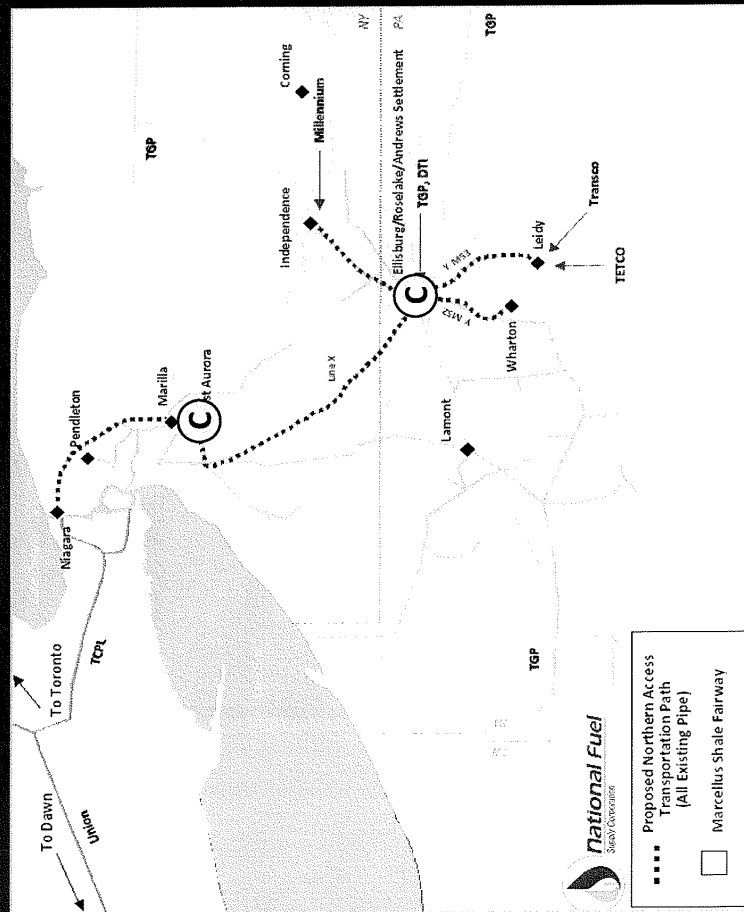 To Toronto
To Dawn
TCPL
Union
Niagara
Pendleton
Marilla
C
st Aurora
TGP
Corning
Millennium
Independence
NY
PA
Line X
Ellisburg/Roselake/Andrews Settlement
C
TGP, DTI
TGP
Y M53
Y M52
Leidy
Transco
TETCO
Wharton
Lamont
TGP
National Fuel
Supply Corporation
Proposed Northern Access
Transportation Path
(All Existing Pipe)
Marcellus Shale Fairway